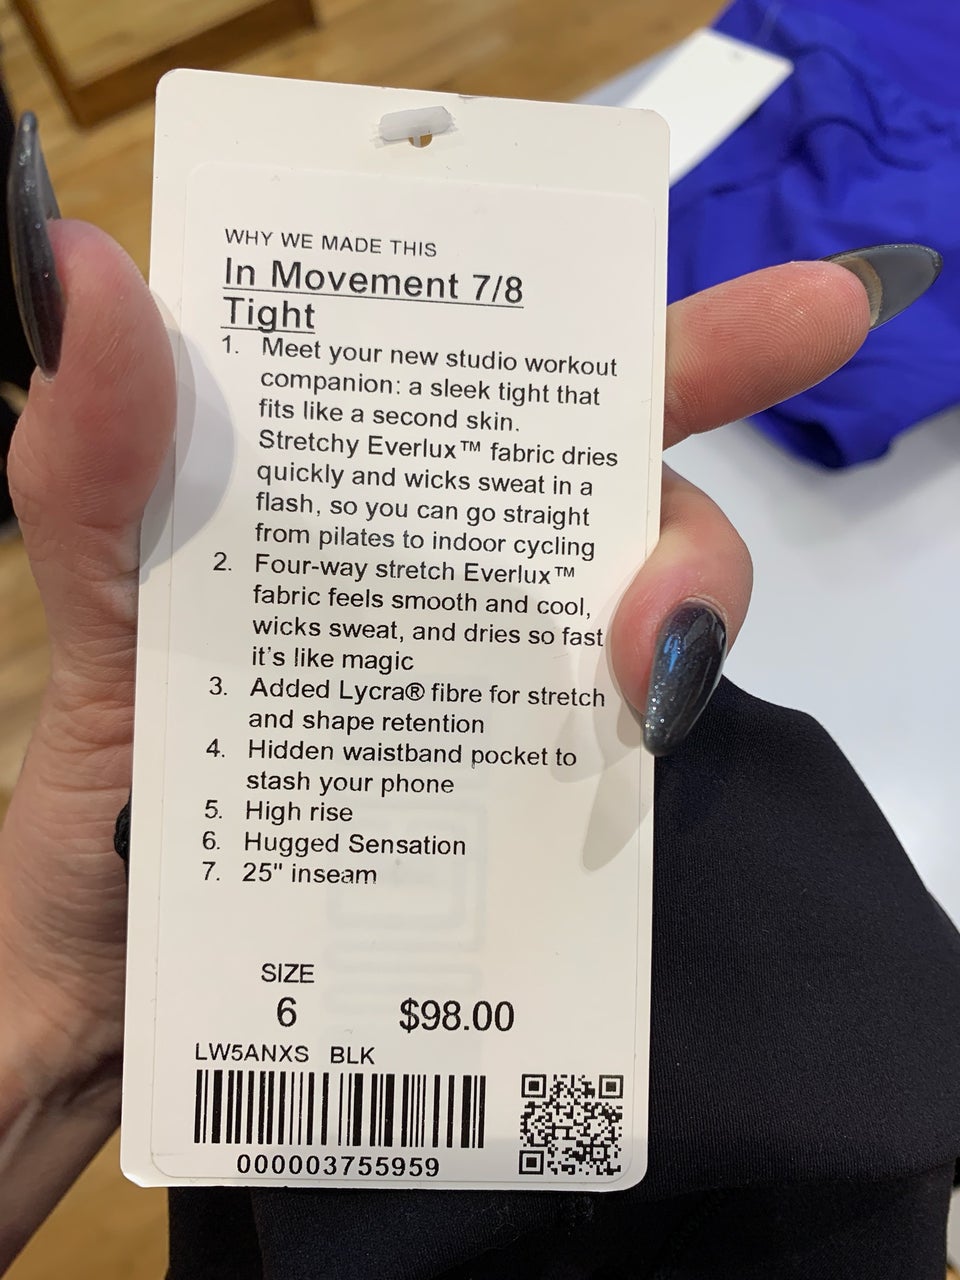 WHY WE MADE THIS
In Movement 7/8
Tight
1. Meet your new studio workout
companion: a sleek tight that
fits like a second skin.
Stretchy Everlux™ fabric dries
quickly and wicks sweat in a
flash, so you can go straight
from pilates to indoor cycling
2. Four-way stretch Everlux™
fabric feels smooth and cool,
wicks sweat, and dries so fast
it's like magic
3. Added Lycra® fibre for stretch
and shape retention
4. Hidden waistband pocket to
stash your phone
5. High rise
6. Hugged Sensation
7. 25" inseam
SIZE
6 $98.00
LW5ANXS BLK
000003755959